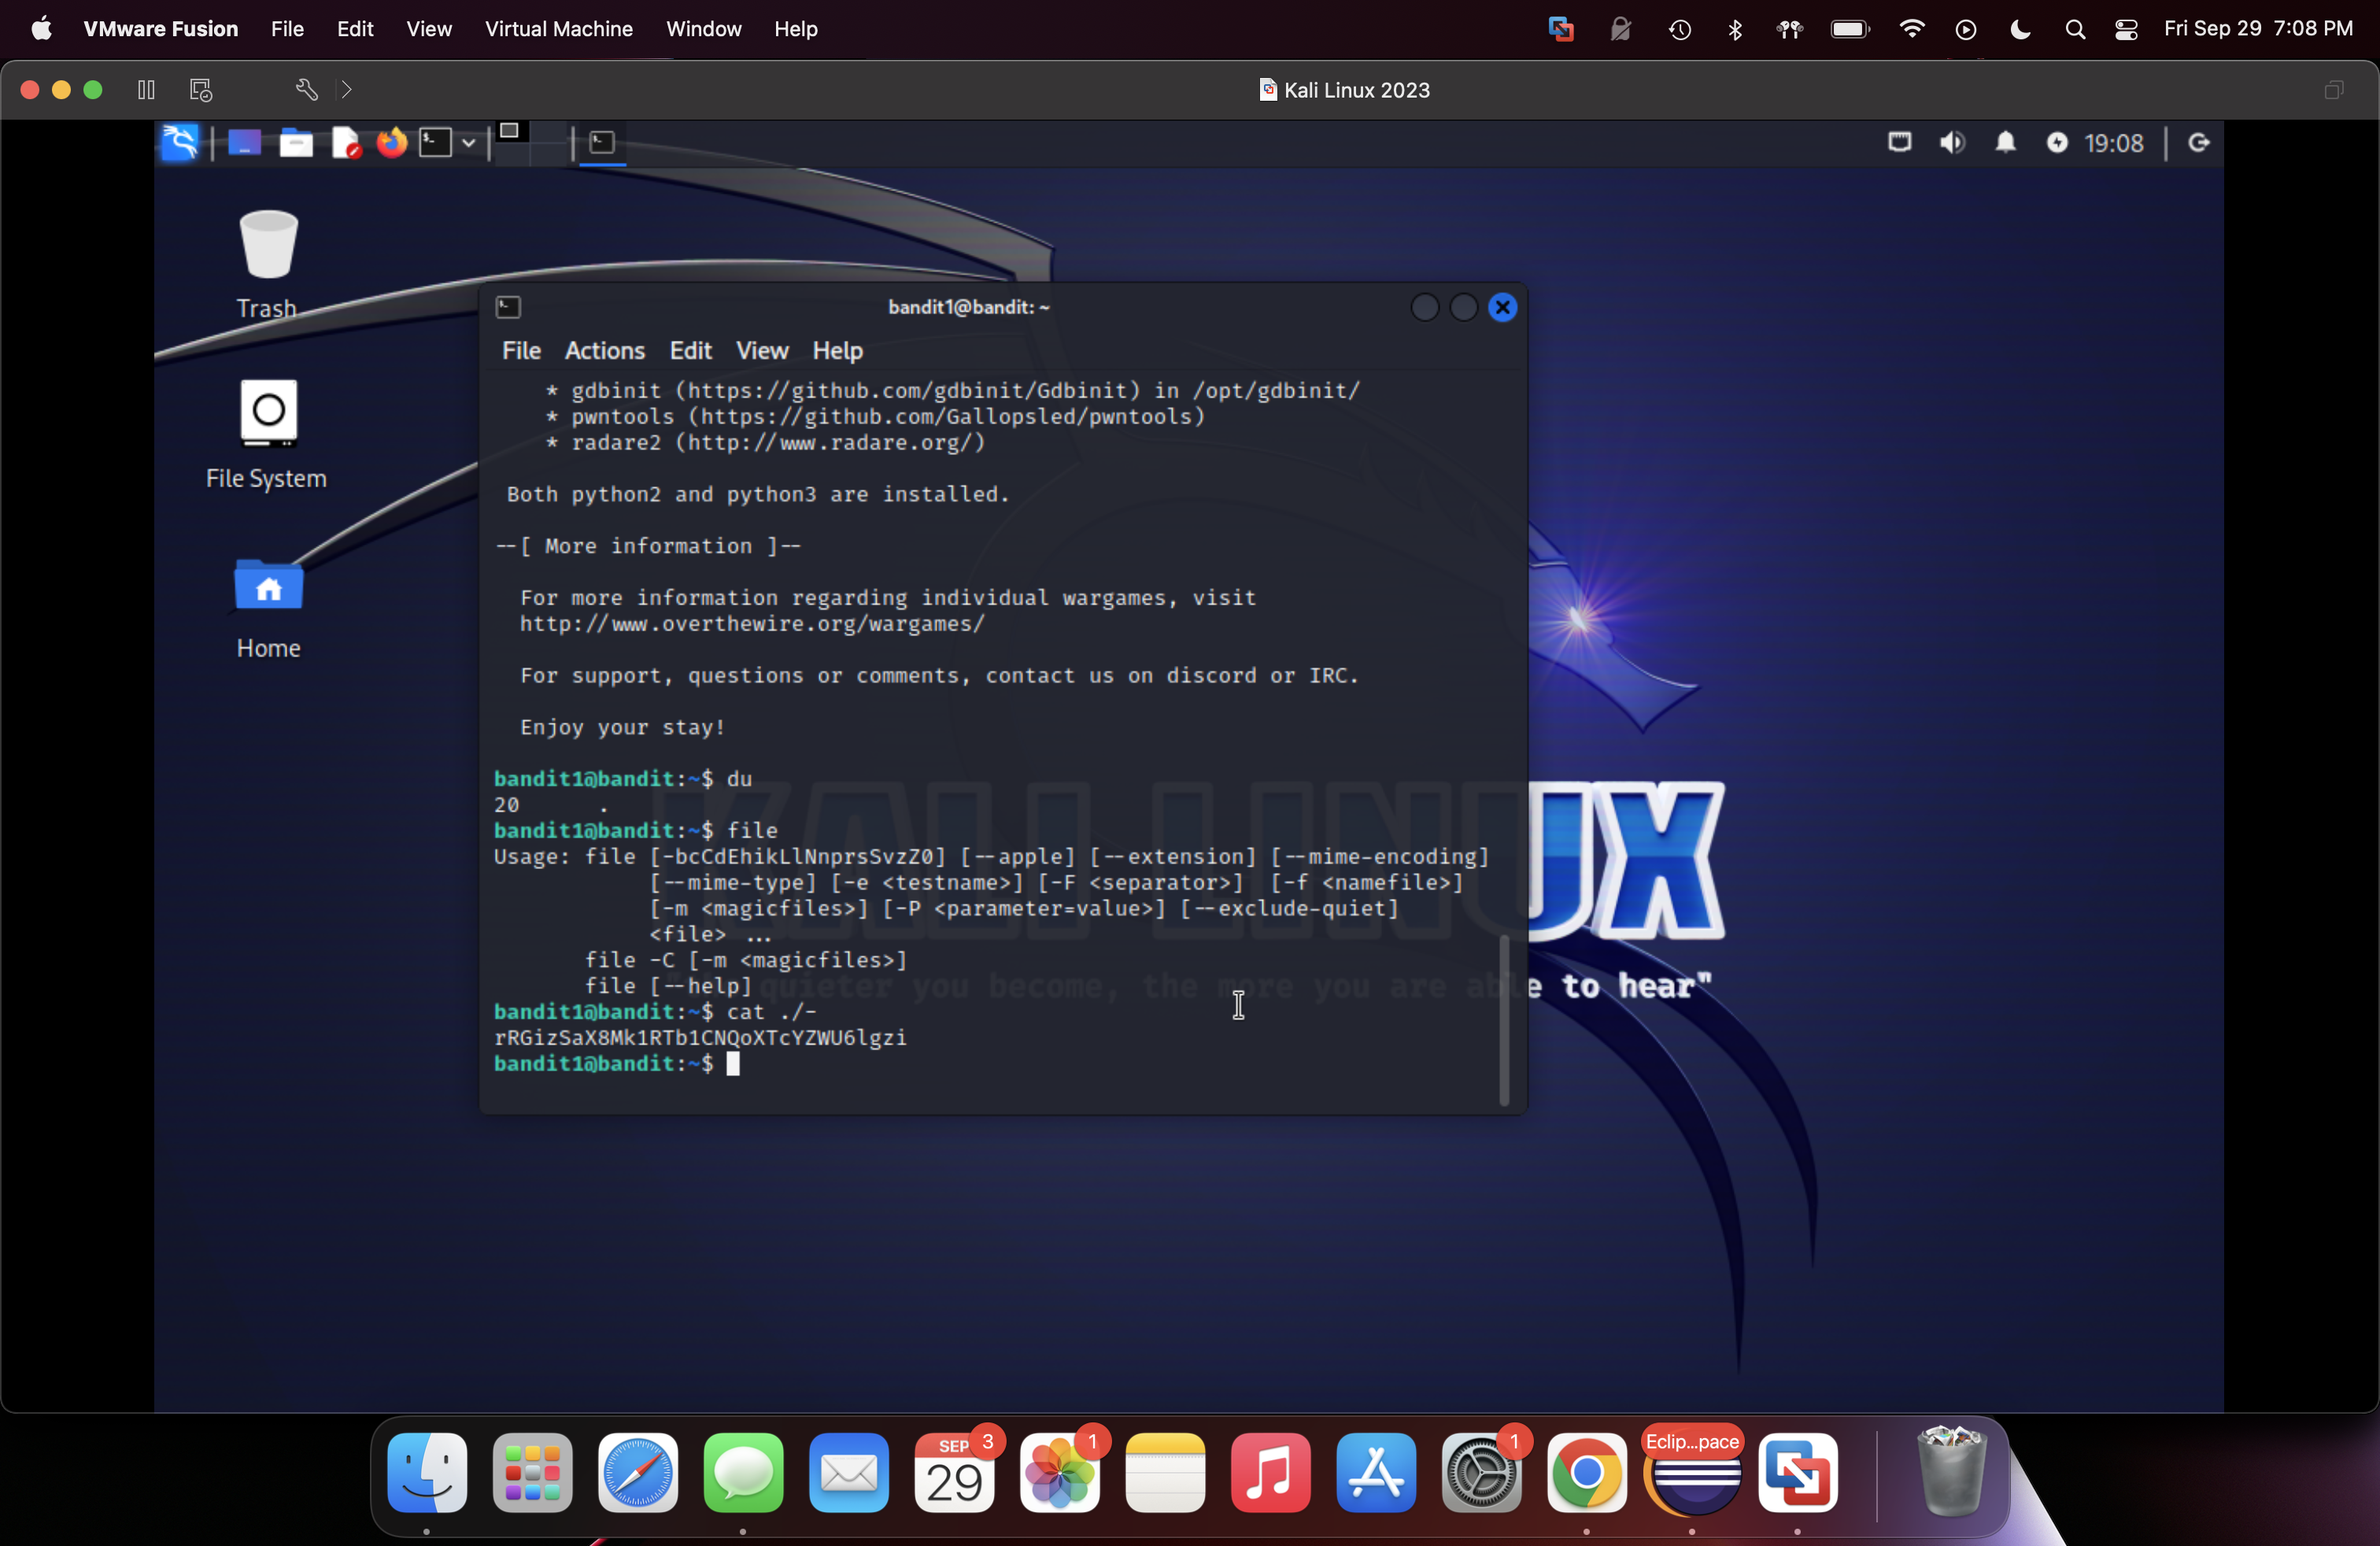 VMware Fusion File Edit View Virtual Machine Window Help Fri Sep 29 7:08 PM
Kali Linux 2023
19:08
Trash
File System
Home
bandit1@bandit: ~
File Actions Edit View Help
* gdbinit (https://github.com/gdbinit/Gdbinit) in /opt/gdbinit/
* pwntools (https://github.com/Gallopsled/pwntools)
* radare2 (http://www.radare.org/)
Both python2 and python3 are installed.
--[ More information ]--
For more information regarding individual wargames, visit
http://www.overthewire.org/wargames/
For support, questions or comments, contact us on discord or IRC.
Enjoy your stay!
bandit1@bandit:~$ du
20 .
bandit1@bandit:~$ file
Usage: file [-bcCdEhikLlNnprsSvzZ0] [--apple] [--extension] [--mime-encoding]
[--mime-type] [-e <testname>] [-F <separator>] [-f <namefile>]
[-m <magicfiles>] [-P <parameter=value>] [--exclude-quiet]
<file> ...
file -C [-m <magicfiles>]
file [--help]
bandit1@bandit:~$ cat ./-
rRGizSaX8Mk1RTb1CNQoXTcYZWU6lgzi
bandit1@bandit:~$
KALI LINUX
quieter you become, the more you are able to hear"
SEP 3
29
1
1
Eclip...pace